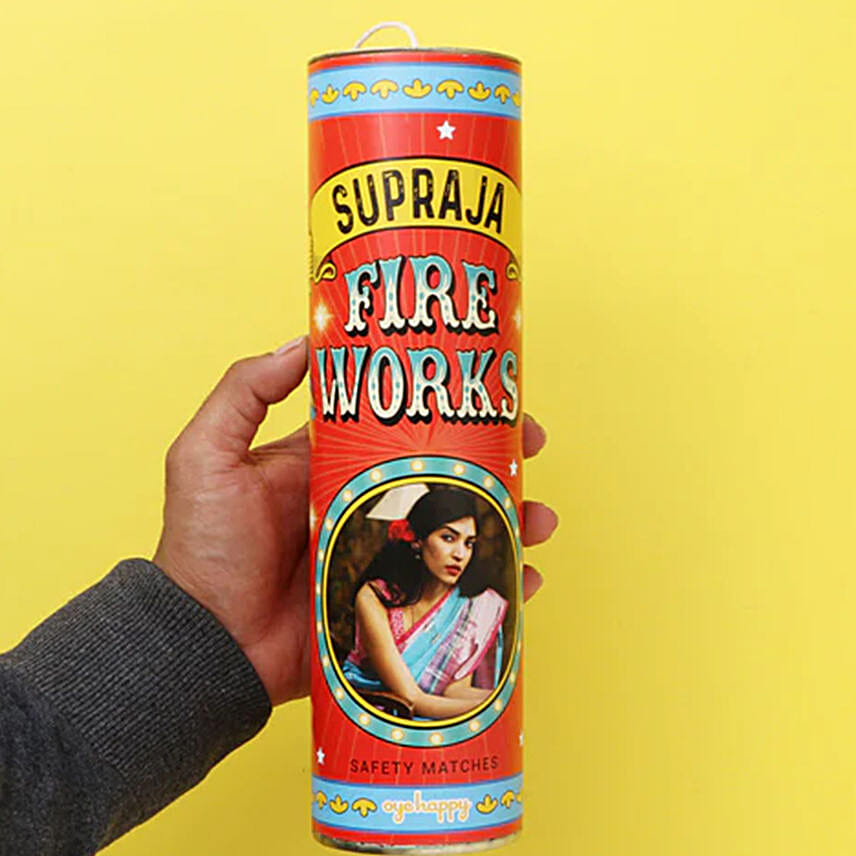 SUPRAJA
FIRE
WORKS
SAFETY MATCHES
oyehappy